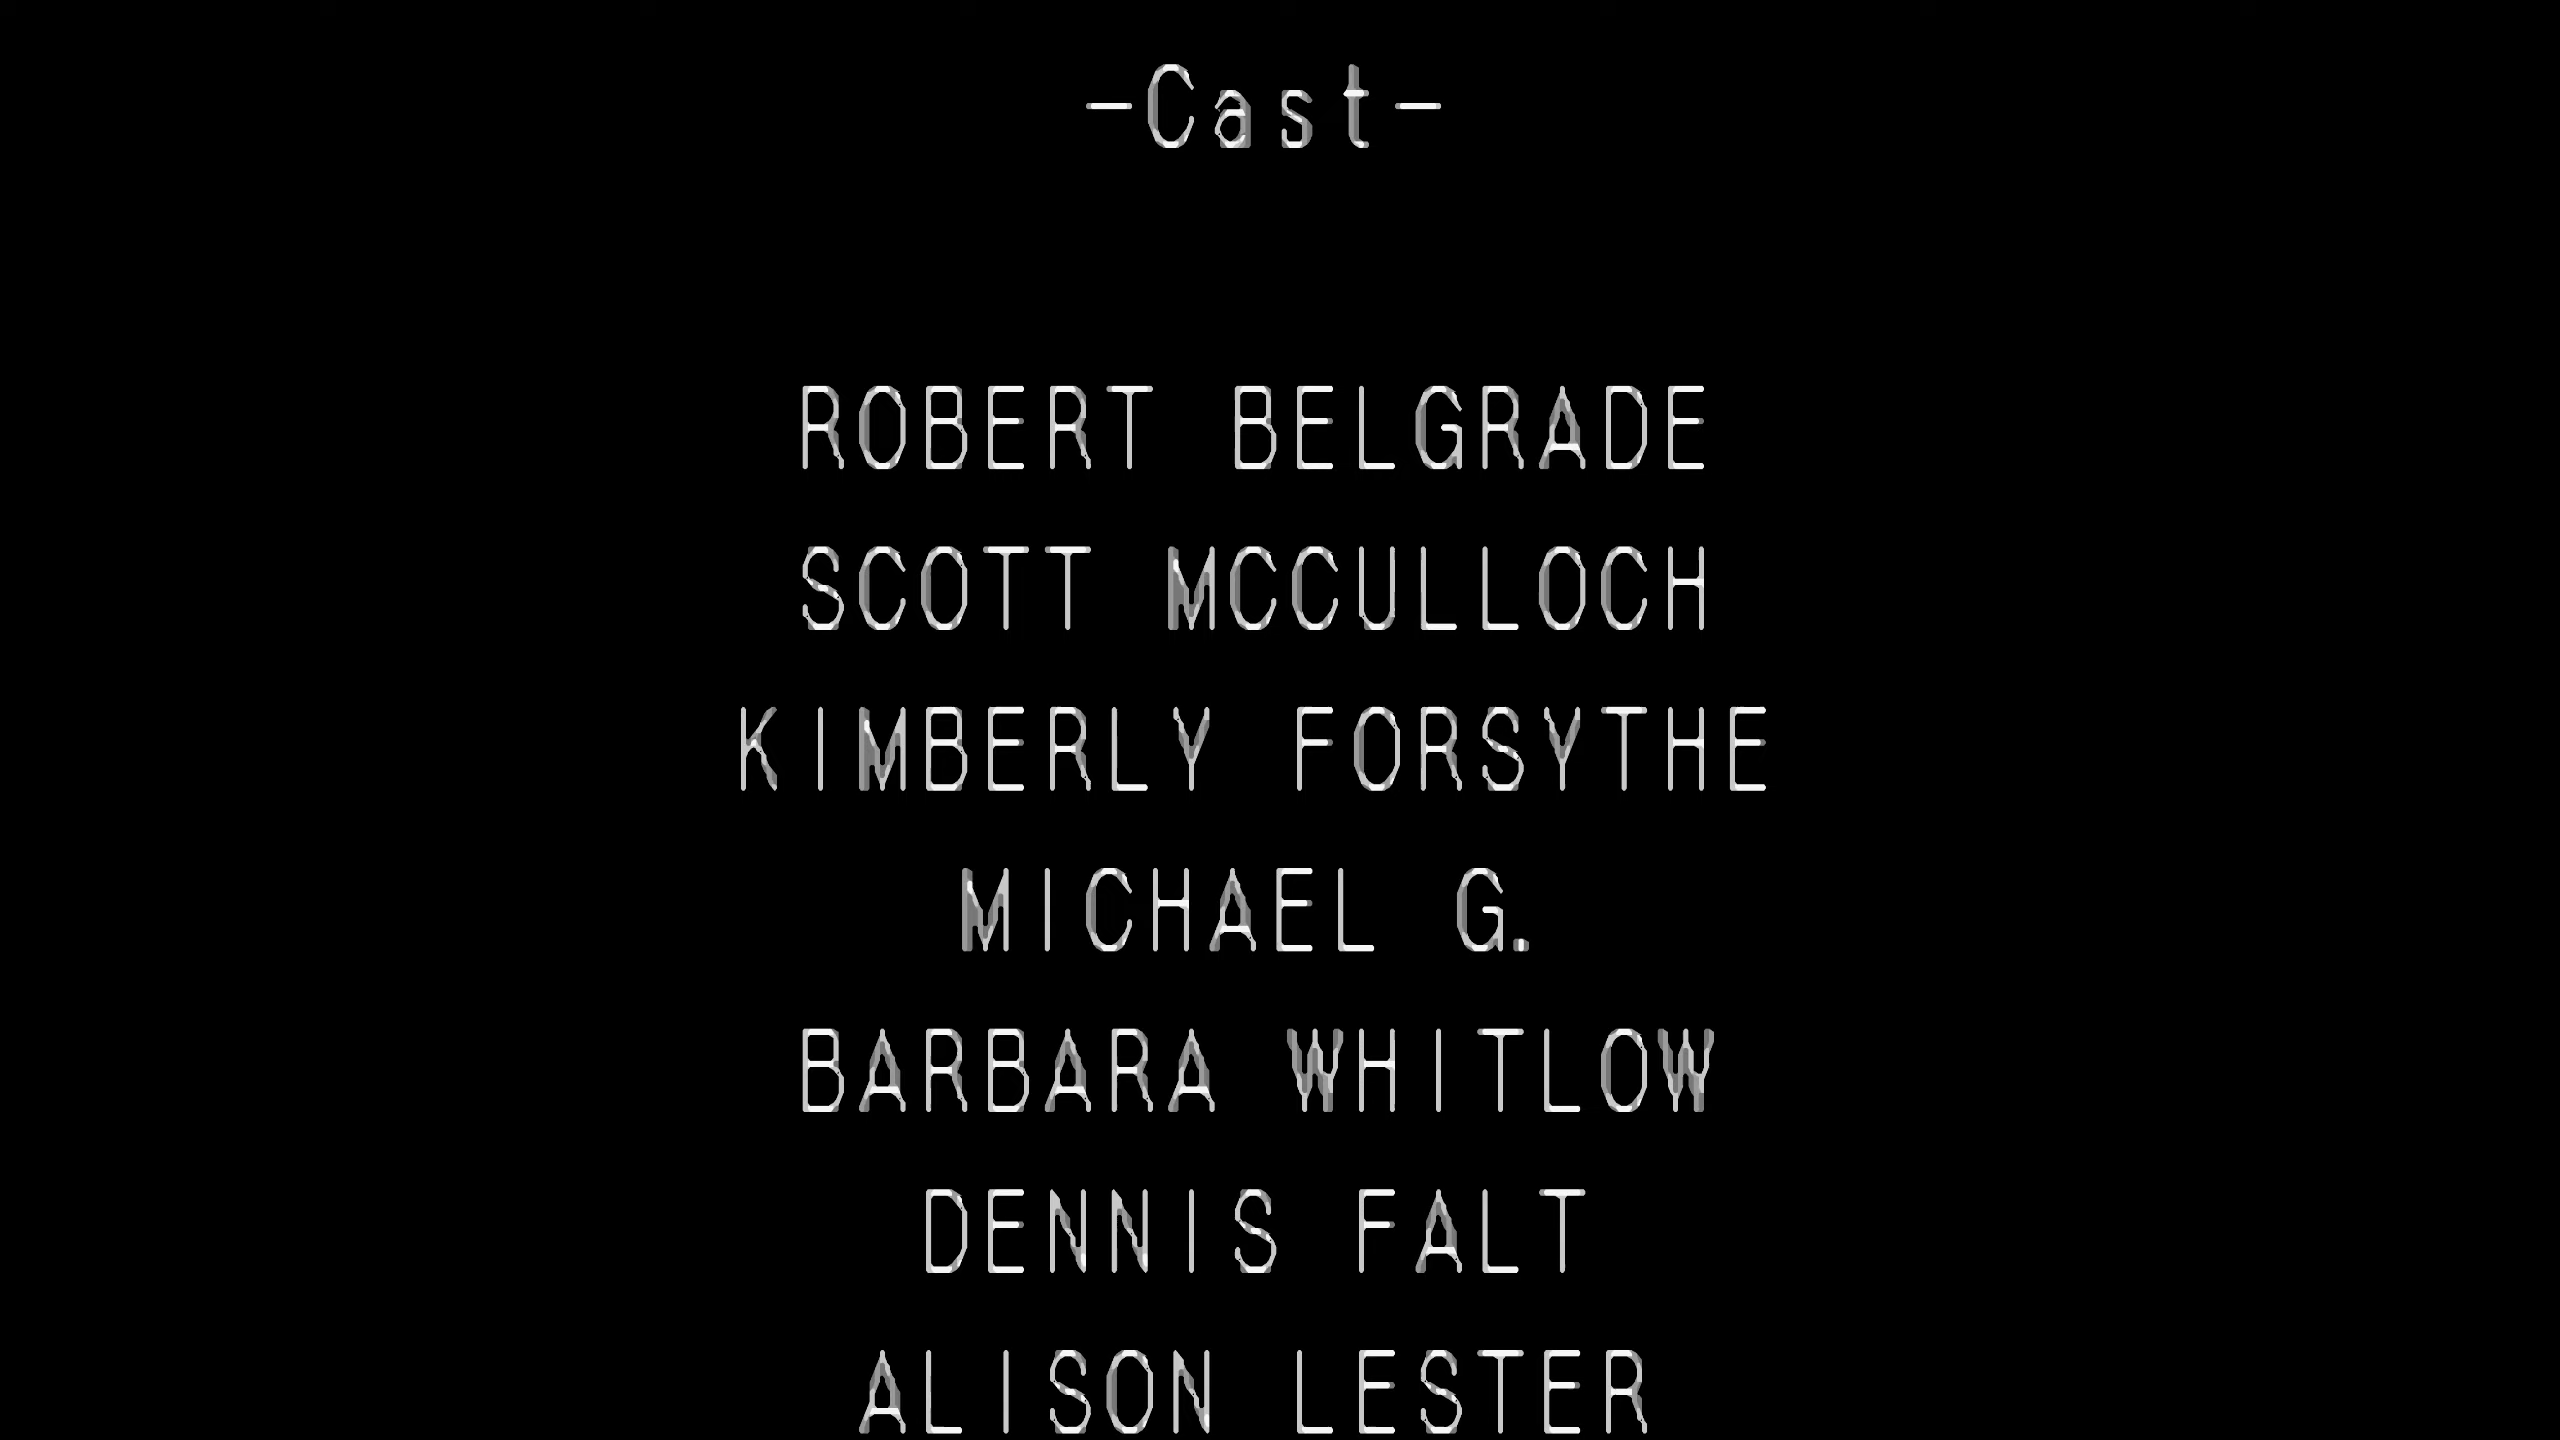 -Cast-
ROBERT BELGRADE
SCOTT MCCULLOCH
KIMBERLY FORSYTHE
MICHAEL G.
BARBARA WHITLOW
DENNIS FALT
ALISON LESTER